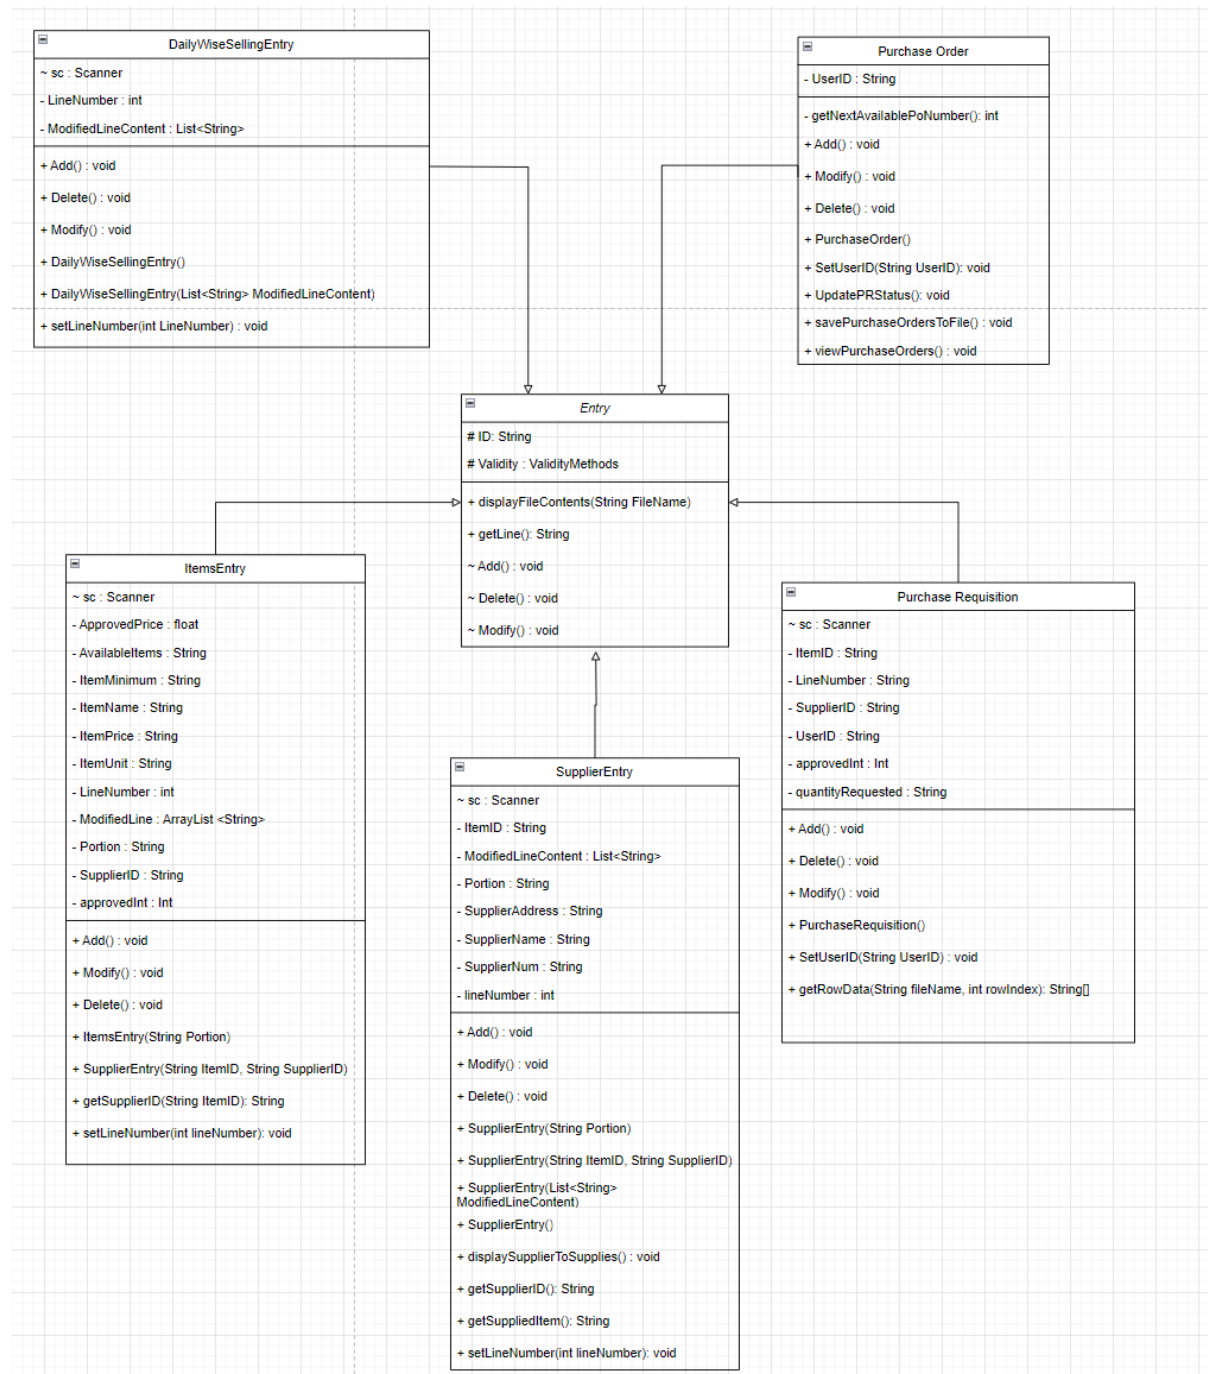 DailyWiseSellingEntry
~ sc : Scanner
- LineNumber : int
- ModifiedLineContent : List<String>
+ Add() : void
+ Delete() : void
+ Modify() : void
+ DailyWiseSellingEntry()
+ DailyWiseSellingEntry(List<String> ModifiedLineContent)
+ setLineNumber(int LineNumber) : void
Purchase Order
- UserID : String
- getNextAvailablePoNumber(): int
+ Add() : void
+ Modify() : void
+ Delete() : void
+ PurchaseOrder()
+ SetUserID(String UserID): void
+ UpdatePRStatus(): void
+ savePurchaseOrdersToFile() : void
+ viewPurchaseOrders() : void
Entry
# ID: String
# Validity : ValidityMethods
+ displayFileContents(String FileName)
+ getLine(): String
~ Add() : void
~ Delete() : void
~ Modify() : void
ItemsEntry
~ sc : Scanner
- ApprovedPrice : float
- AvailableItems : String
- ItemMinimum : String
- ItemName : String
- ItemPrice : String
- ItemUnit : String
- LineNumber : int
- ModifiedLine : ArrayList <String>
- Portion : String
- SupplierID : String
- approvedInt : Int
+ Add() : void
+ Modify() : void
+ Delete() : void
+ ItemsEntry(String Portion)
+ SupplierEntry(String ItemID, String SupplierID)
+ getSupplierID(String ItemID): String
+ setLineNumber(int lineNumber): void
SupplierEntry
~ sc : Scanner
- ItemID : String
- ModifiedLineContent : List<String>
- Portion : String
- SupplierAddress : String
- SupplierName : String
- SupplierNum : String
- lineNumber : int
+ Add() : void
+ Modify() : void
+ Delete() : void
+ SupplierEntry(String Portion)
+ SupplierEntry(String ItemID, String SupplierID)
+ SupplierEntry(List<String>
ModifiedLineContent)
+ SupplierEntry()
+ displaySupplierToSupplies() : void
+ getSupplierID(): String
+ getSuppliedItem(): String
+ setLineNumber(int lineNumber): void
Purchase Requisition
~ sc : Scanner
- ItemID : String
- LineNumber : String
- SupplierID : String
- UserID : String
- approvedInt : Int
- quantityRequested : String
+ Add() : void
+ Delete() : void
+ Modify() : void
+ PurchaseRequisition()
+ SetUserID(String UserID) : void
+ getRowData(String fileName, int rowIndex): String[]